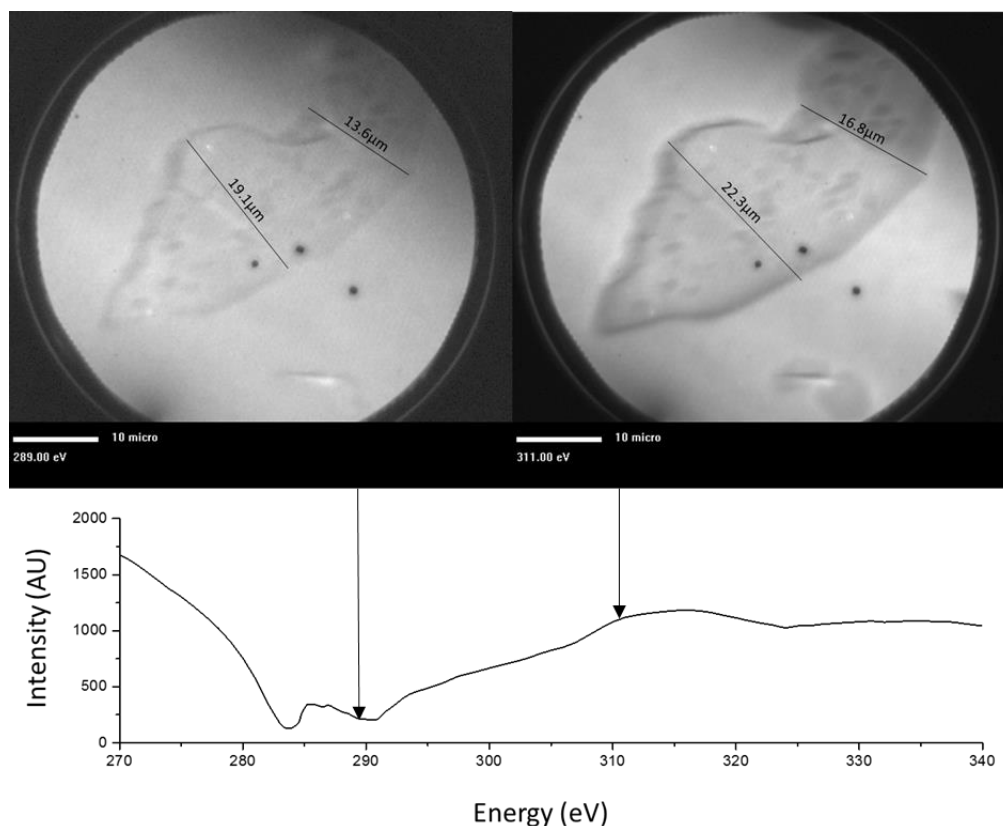 13.6μm
19.1μm
16.8μm
22.3μm
10 micro
289.00 eV
10 micro
311.00 eV
2000
1500
1000
500
0
Intensity (AU)
270 280 290 300 310 320 330 340
Energy (eV)